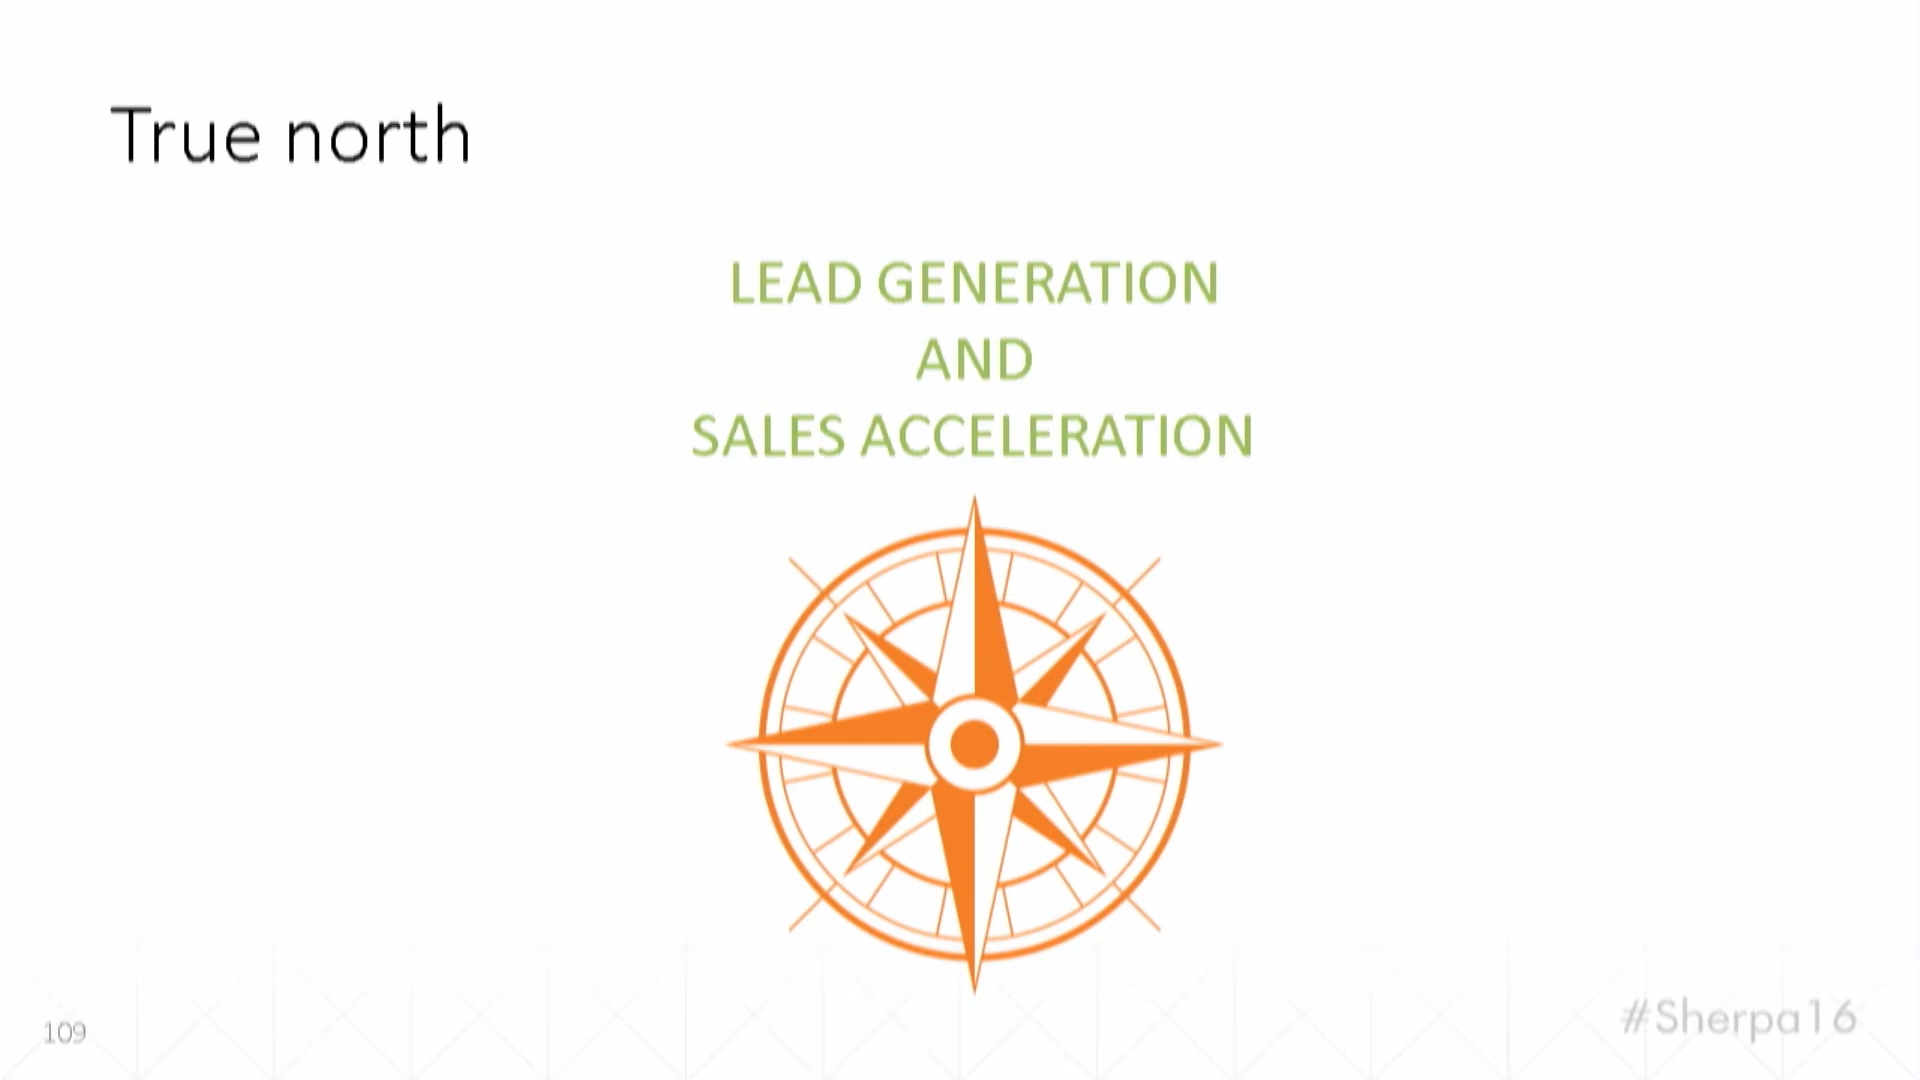 True north
LEAD GENERATION
AND
SALES ACCELERATION
109
#Sherpa16